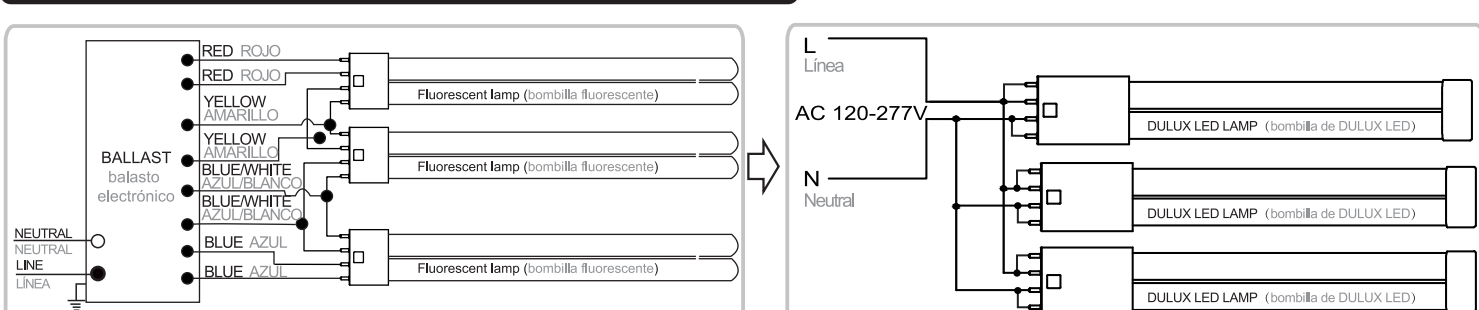 RED ROJO
RED ROJO
YELLOW
AMARILLO
YELLOW
AMARILLO
BLUE/WHITE
AZUL/BLANCO
BLUE/WHITE
AZUL/BLANCO
BLUE AZUL
BLUE AZUL
BALLAST
balasto
electrónico
NEUTRAL
NEUTRAL
LINE
LÍNEA
Fluorescent lamp (bombilla fluorescente)
Fluorescent lamp (bombilla fluorescente)
Fluorescent lamp (bombilla fluorescente)
L
Línea
AC 120-277V
N
Neutral
DULUX LED LAMP (bombilla de DULUX LED)
DULUX LED LAMP (bombilla de DULUX LED)
DULUX LED LAMP (bombilla de DULUX LED)